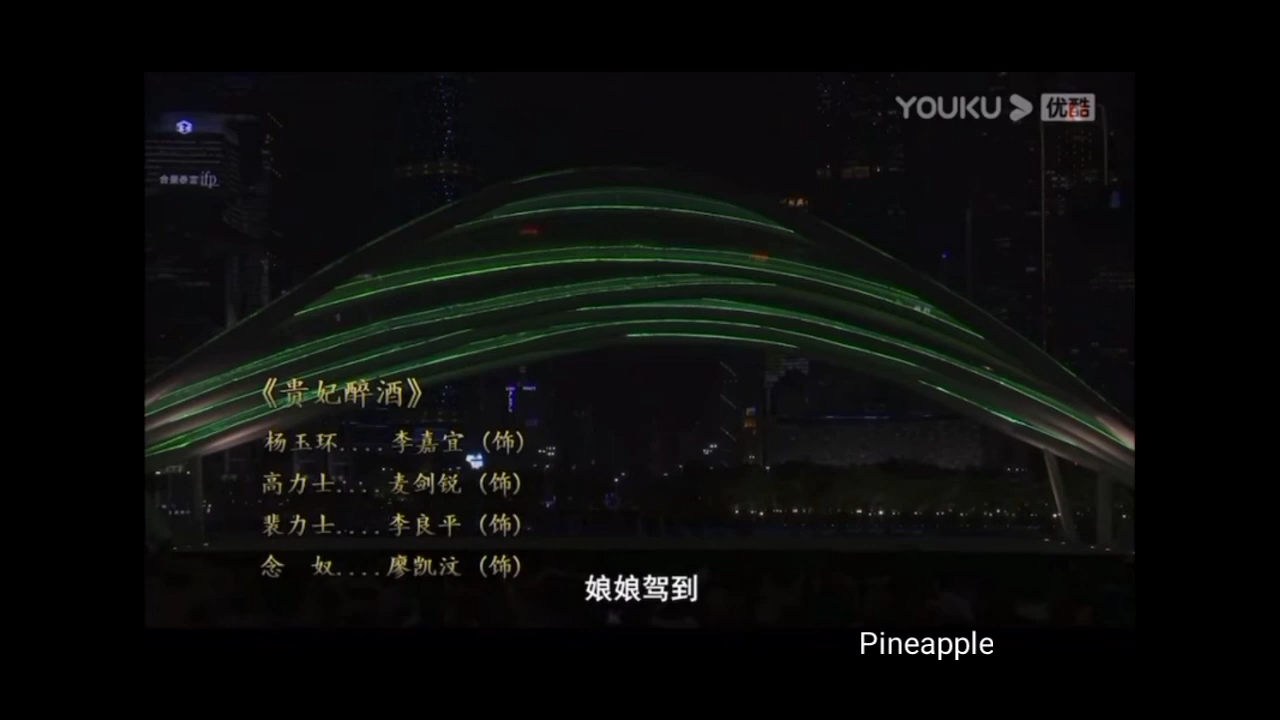 YOUKU 优酷
ifp
《贵妃醉酒》
杨玉环....李嘉宜（饰）
高力士....麦剑锐（饰）
裴力士.....李良平（饰）
念 奴....廖凯汶（饰）
娘娘驾到
Pineapple